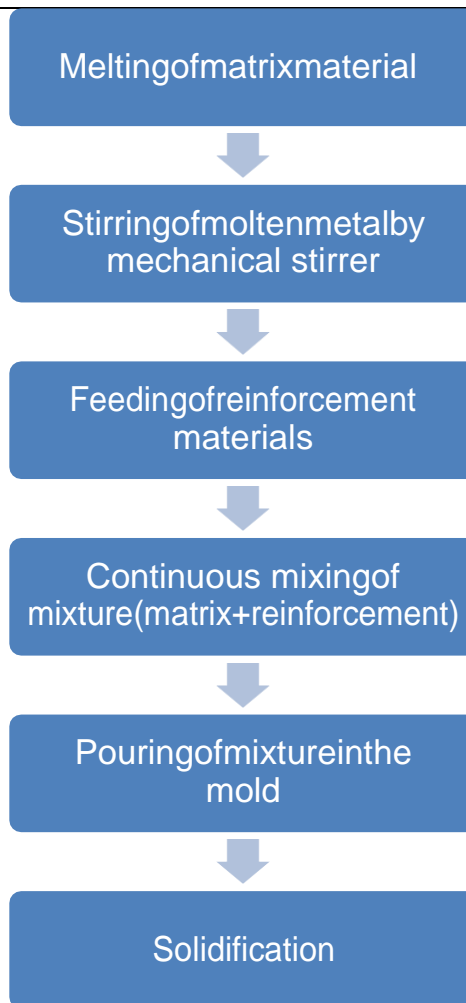 Meltingofmatrixmaterial
Stirringofmoltenmetalby
mechanical stirrer
Feedingofreinforcement
materials
Continuous mixingof
mixture(matrix+reinforcement)
Pouringofmixtureinthe
mold
Solidification